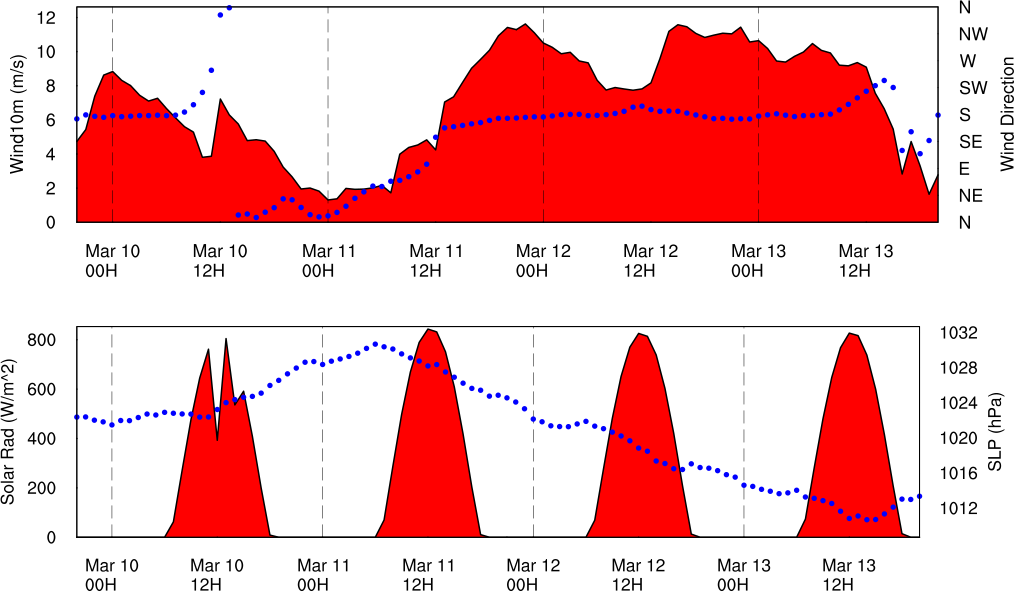 Wind10m (m/s)
12
10
8
6
4
2
0
N
NW
W
SW
S
SE
E
NE
N
Wind Direction
Mar 10 Mar 10 Mar 11 Mar 11 Mar 12 Mar 12 Mar 13 Mar 13
00H 12H 00H 12H 00H 12H 00H 12H
Solar Rad (W/m^2)
800
600
400
200
0
1032
1028
1024
1020
1016
1012
SLP (hPa)
Mar 10 Mar 10 Mar 11 Mar 11 Mar 12 Mar 12 Mar 13 Mar 13
00H 12H 00H 12H 00H 12H 00H 12H